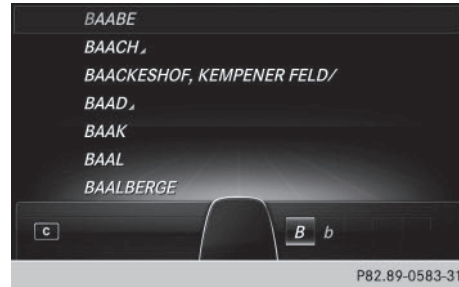 BAABE
BAACH
BAACKESHOF, KEMPENER FELD/
BAAD
BAAK
BAAL
BAALBERGE
C B b
P82.89-0583-31